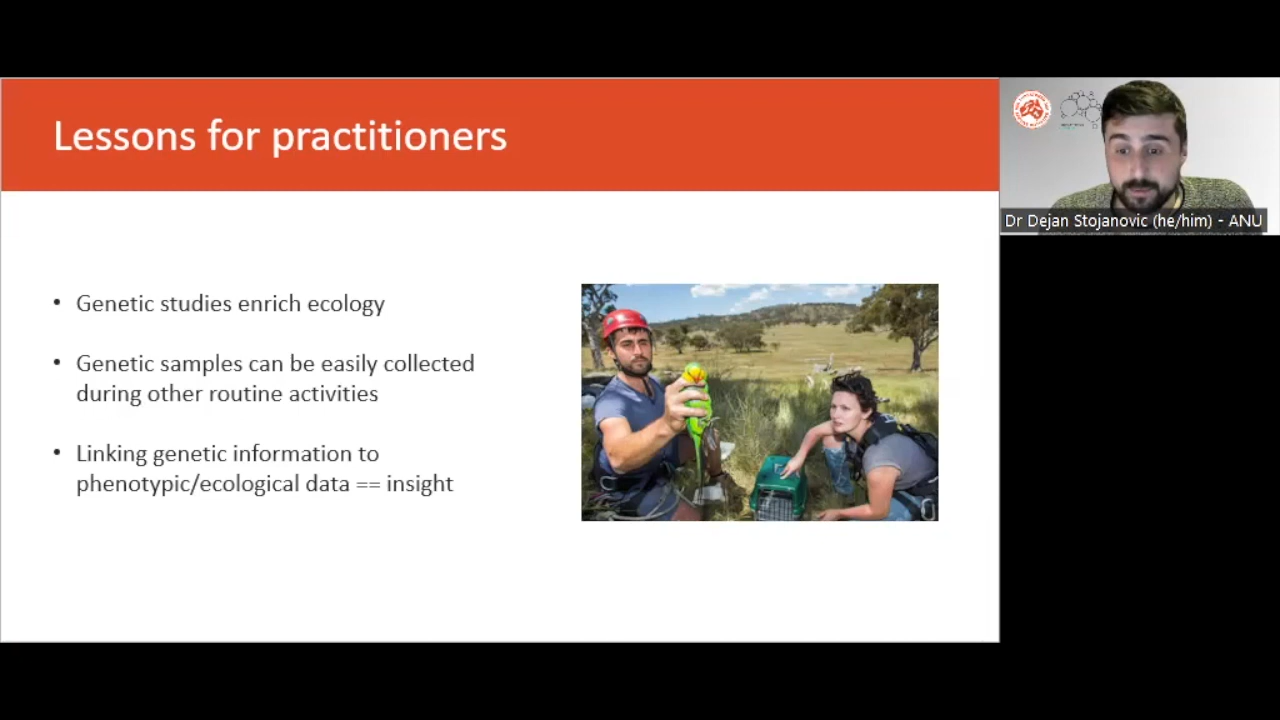 Lessons for practitioners
• Genetic studies enrich ecology
• Genetic samples can be easily collected
during other routine activities
• Linking genetic information to
phenotypic/ecological data == insight
Dr Dejan Stojanovic (he/him) - ANU